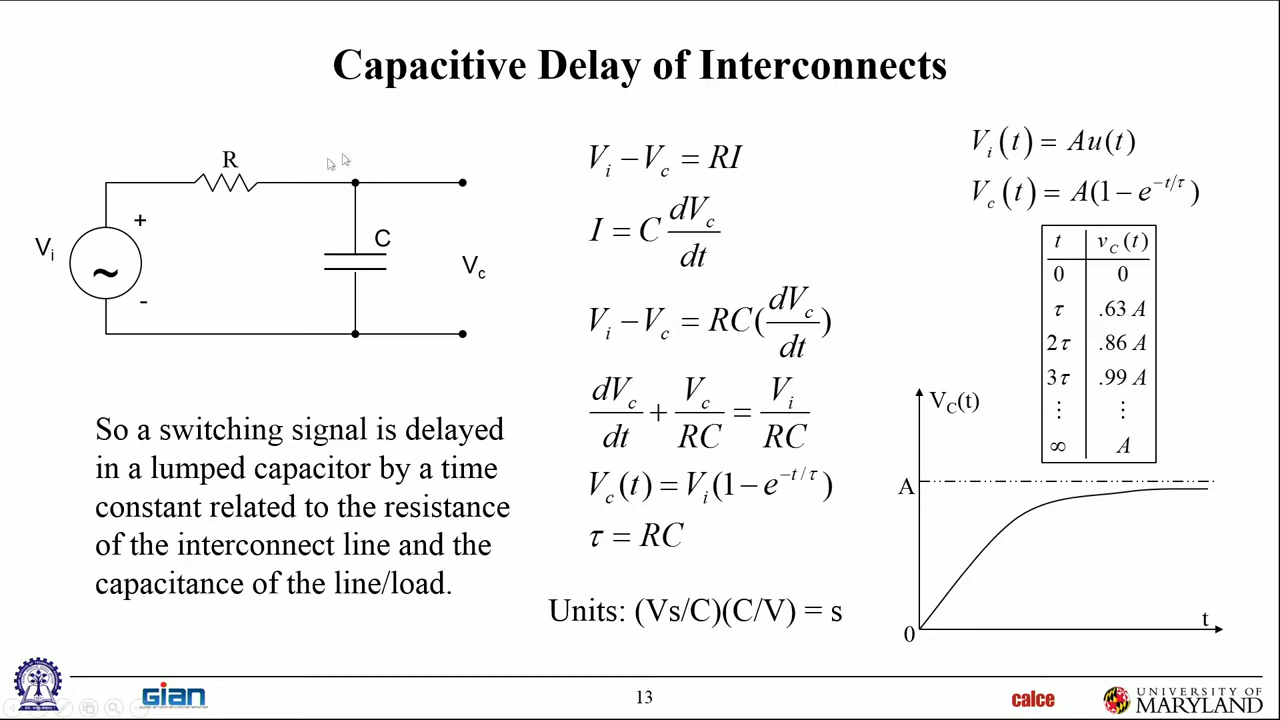 Capacitive Delay of Interconnects
R
+
V_i
~
-
C
V_c
So a switching signal is delayed
in a lumped capacitor by a time
constant related to the resistance
of the interconnect line and the
capacitance of the line/load.
V_i − V_c = RI
I = C dV_c/dt
V_i − V_c = RC(dV_c/dt)
dV_c/dt + V_c/RC = V_i/RC
V_c(t) = V_i(1 − e^{−t/τ})
τ = RC
Units: (Vs/C)(C/V) = s
V_i(t) = Au(t)
V_c(t) = A(1 − e^{−t/τ})
t v_C(t)
0 0
τ .63 A
2τ .86 A
3τ .99 A
⋮ ⋮
∞ A
V_C(t)
A
0
t
GIAN
13
calce
UNIVERSITY OF
MARYLAND